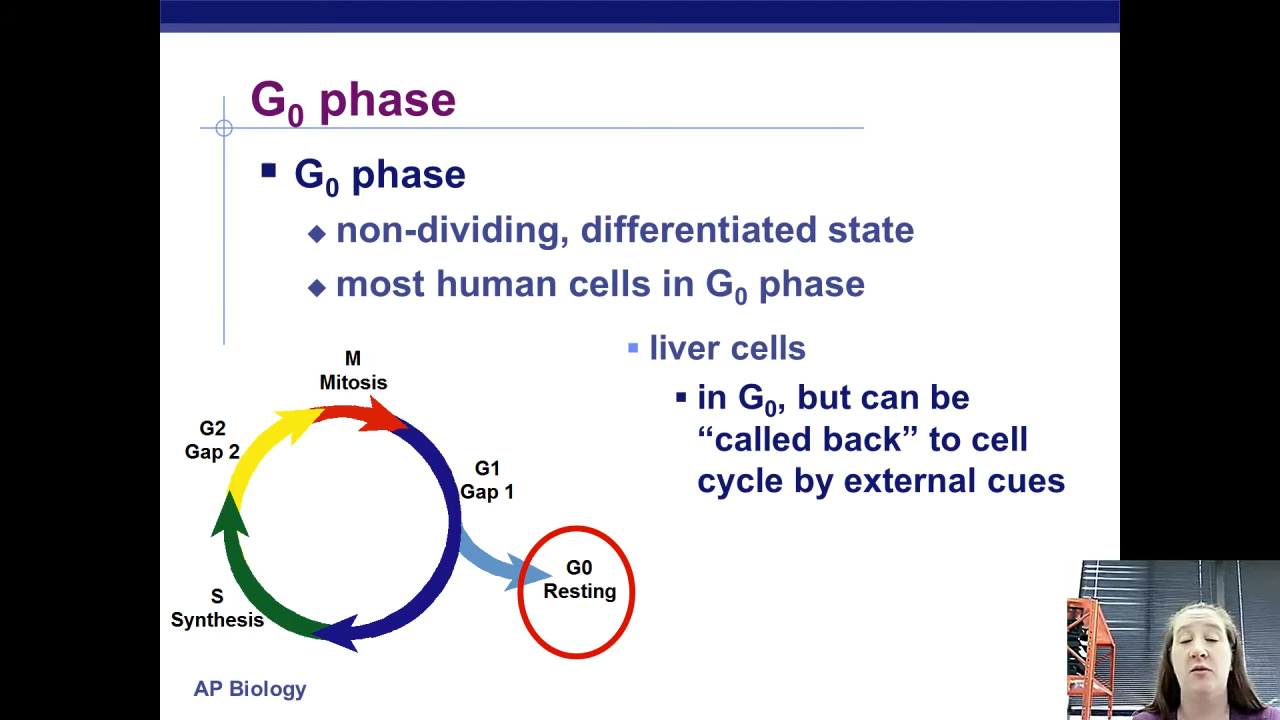 G₀ phase
▪ G₀ phase
◆ non-dividing, differentiated state
◆ most human cells in G₀ phase
▪ liver cells
▪ in G₀, but can be
“called back” to cell
cycle by external cues
M
Mitosis
G2
Gap 2
G1
Gap 1
G0
Resting
S
Synthesis
AP Biology